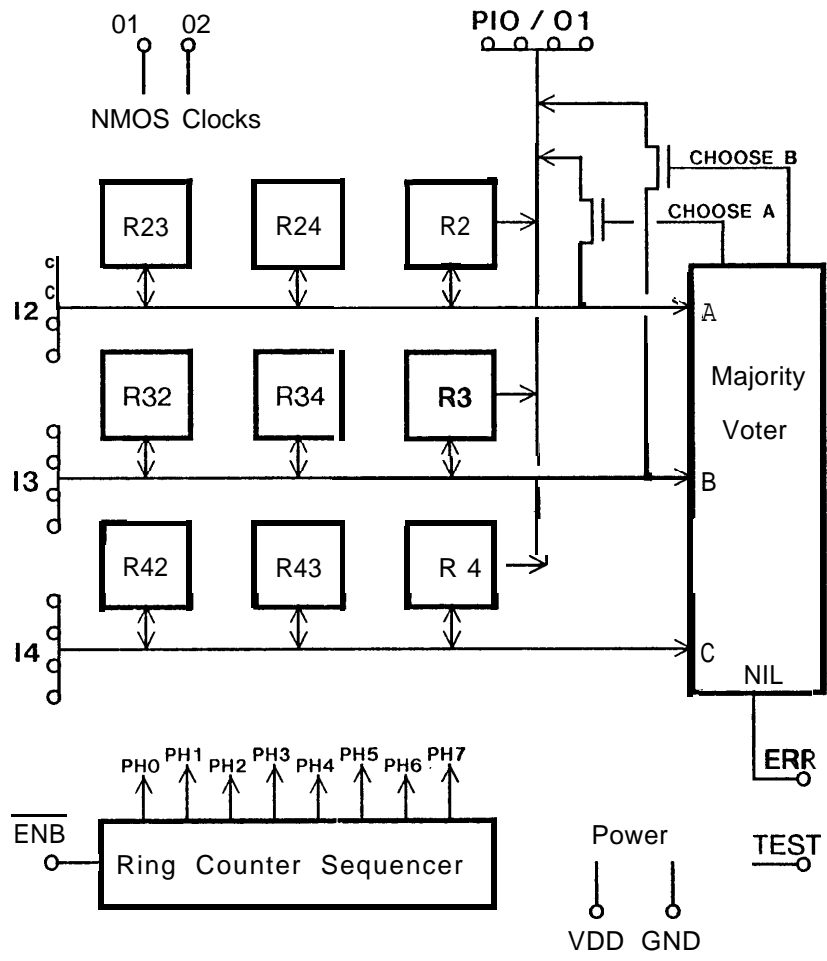 01 02
PIO / O1
NMOS Clocks
CHOOSE B
CHOOSE A
R23 R24 R2
I2
A
Majority
Voter
R32 R34 R3
I3
B
R42 R43 R 4
I4
C
NIL
ERR
PH0 PH1 PH2 PH3 PH4 PH5 PH6 PH7
ENB
Ring Counter Sequencer
Power
TEST
VDD GND